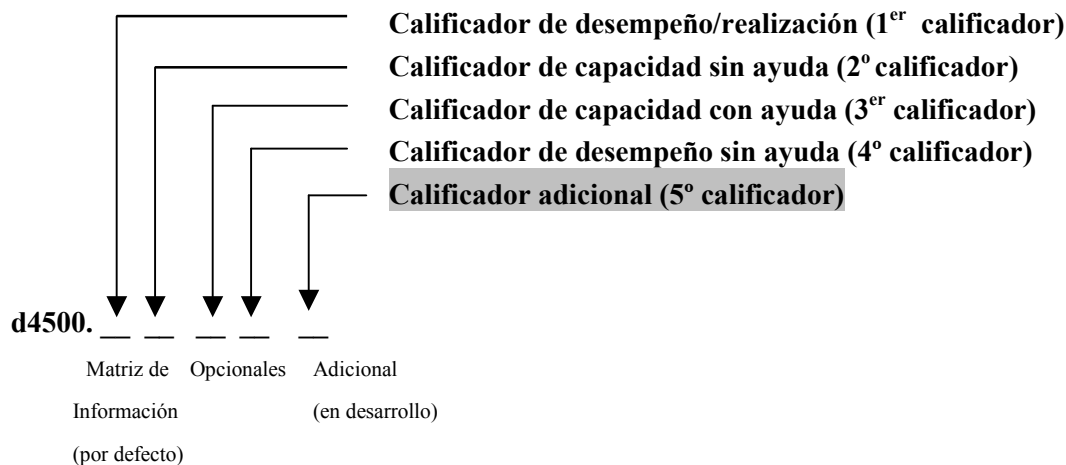 Calificador de desempeño/realización (1er calificador)
Calificador de capacidad sin ayuda (2º calificador)
Calificador de capacidad con ayuda (3er calificador)
Calificador de desempeño sin ayuda (4º calificador)
Calificador adicional (5º calificador)
d4500. __ __ __ __ __
Matriz de Opcionales Adicional
Información (en desarrollo)
(por defecto)